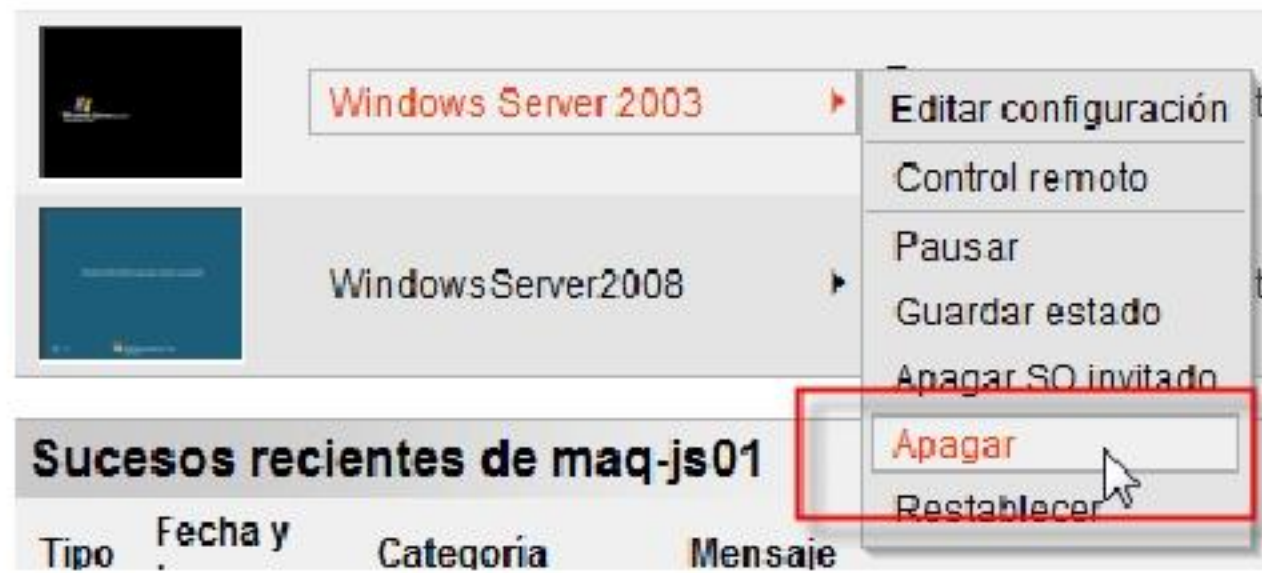 Windows Server 2003
Editar configuración
Control remoto
Pausar
WindowsServer2008
Guardar estado
Apagar SO invitado
Apagar
Restablecer
Sucesos recientes de maq-js01
Tipo
Fecha y
Categoría
Mensaje